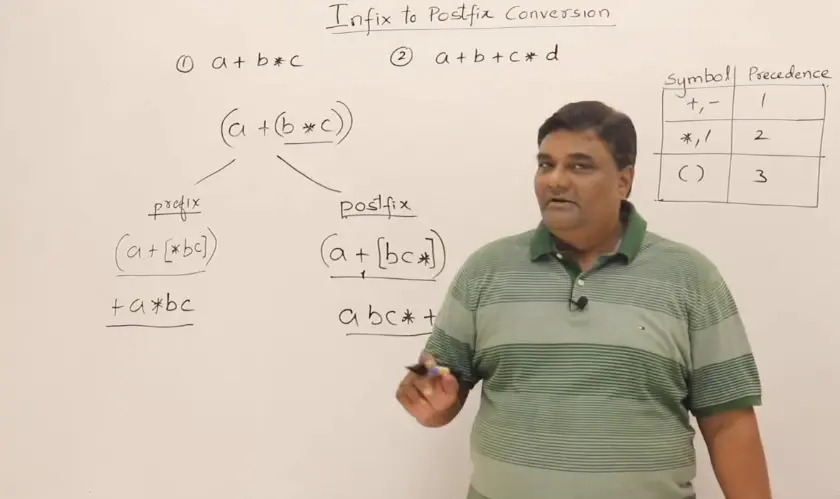 Infix to Postfix Conversion
① a + b * c
② a + b + c * d
(a + (b * c))
prefix
(a + [*bc])
+a*bc
postfix
(a + [bc*])
abc*+
Symbol Precedence
+, - 1
*, / 2
( ) 3